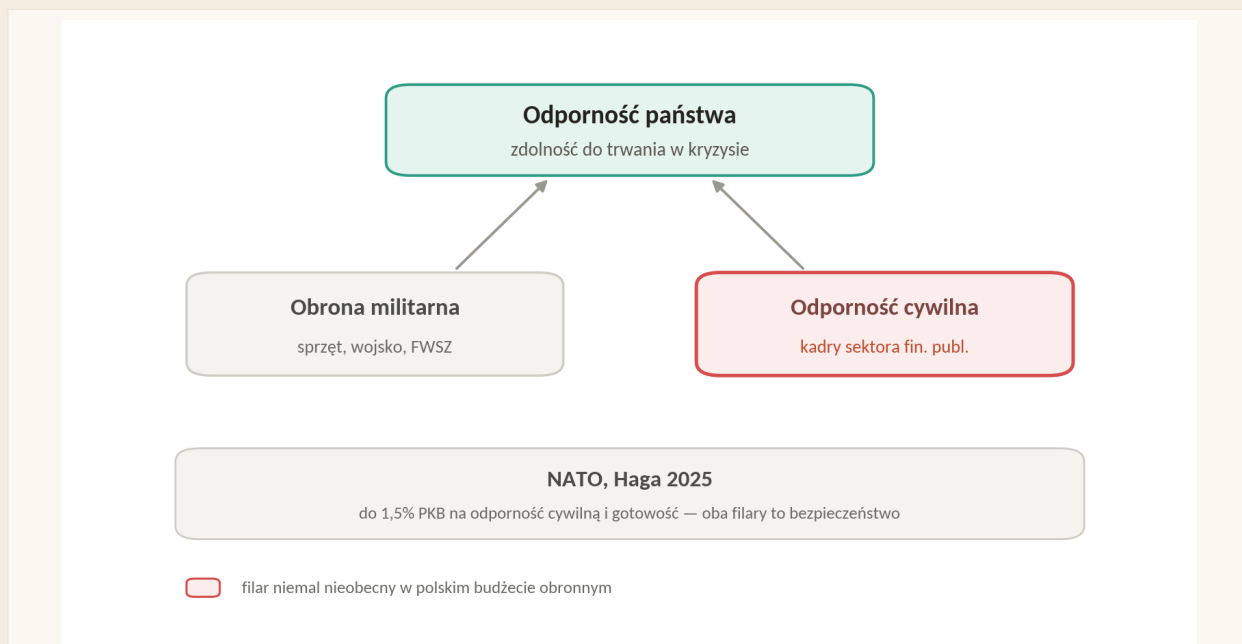 Odporność państwa
zdolność do trwania w kryzysie
Obrona militarna
sprzęt, wojsko, FWSZ
Odporność cywilna
kadry sektora fin. publ.
NATO, Haga 2025
do 1,5% PKB na odporność cywilną i gotowość — oba filary to bezpieczeństwo
filar niemal nieobecny w polskim budżecie obronnym